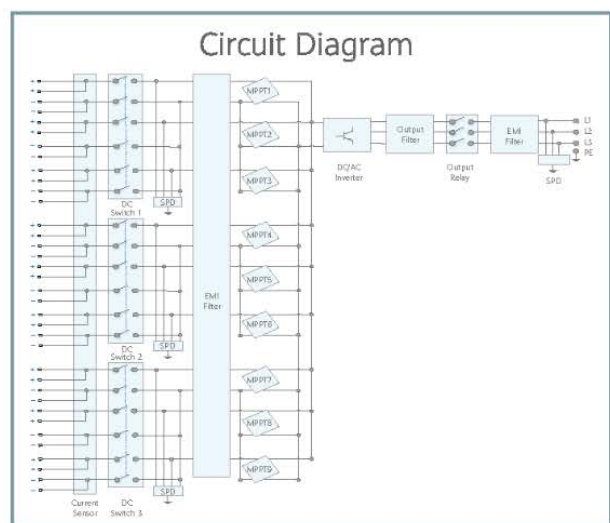 Circuit Diagram
MPPT1
MPPT2
MPPT3
SPD
DC
Switch 1
MPPT4
MPPT5
MPPT6
SPD
DC
Switch 2
MPPT7
MPPT8
MPPT9
SPD
Current
Sensor
DC
Switch 3
EMI
Filter
DC/AC
Inverter
Output
Filter
Output
Relay
EMI
Filter
SPD
L1
L2
L3
PE